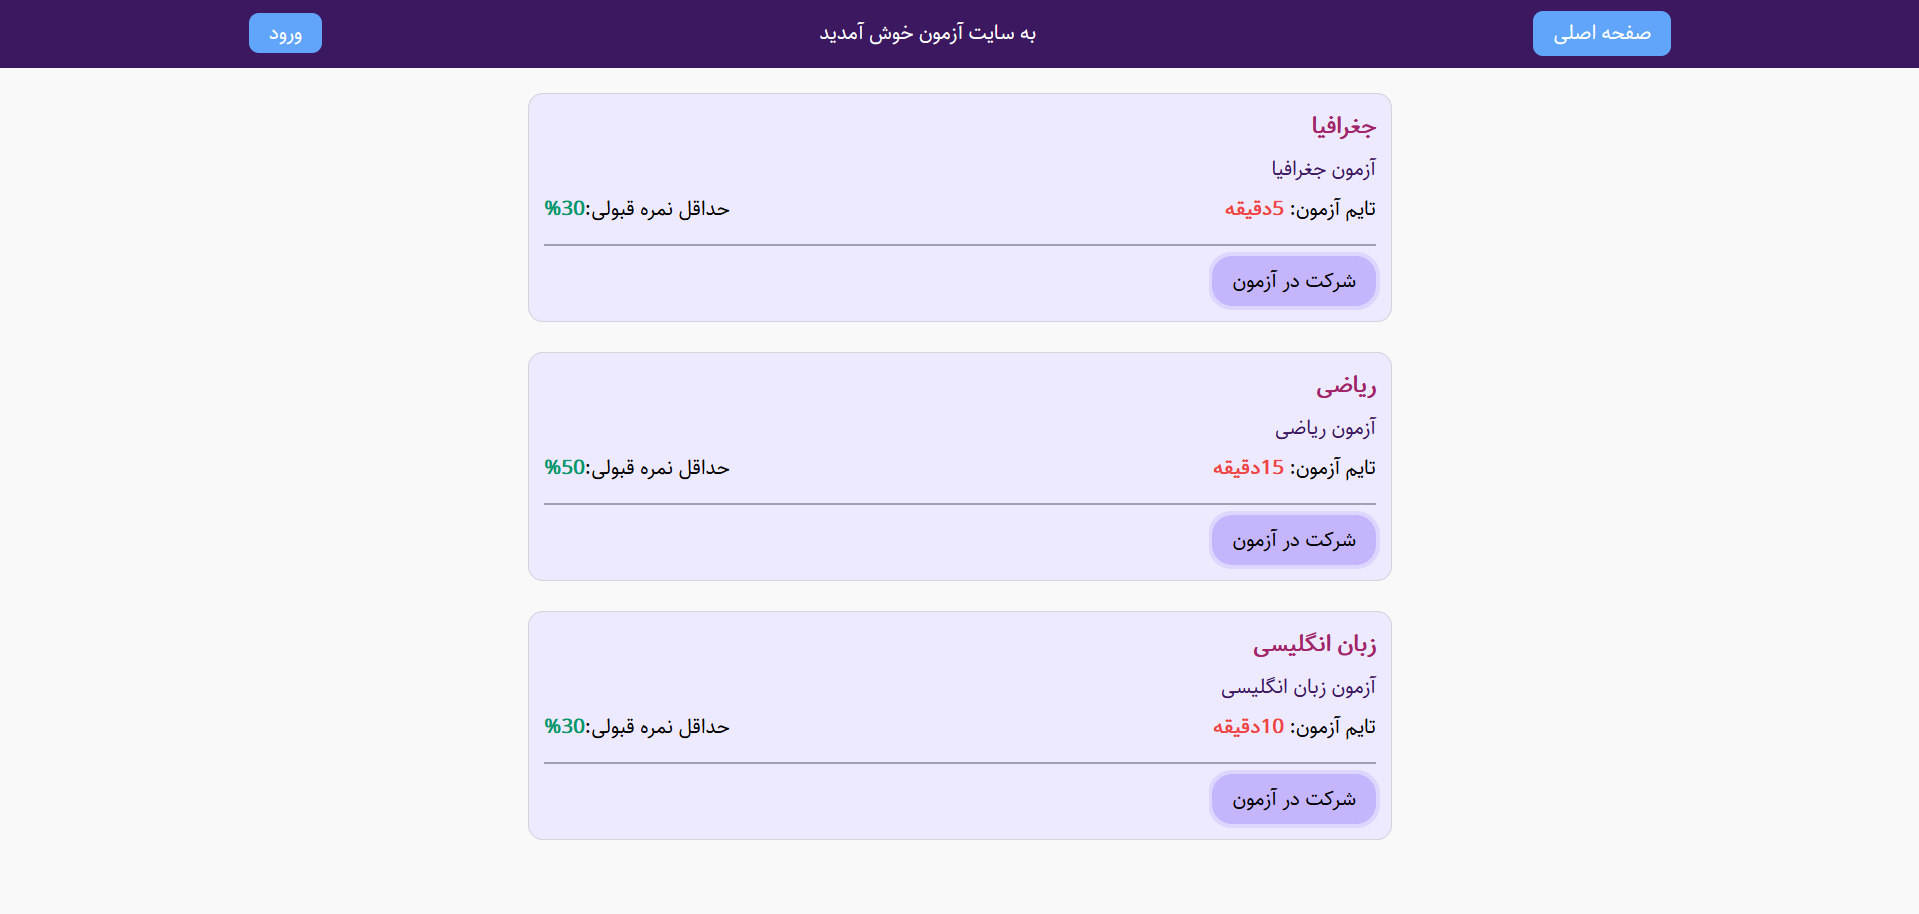 صفحه اصلی
به سایت آزمون خوش آمدید
ورود
جغرافیا
آزمون جغرافیا
تایم آزمون: 5دقیقه
حداقل نمره قبولی:30%
شرکت در آزمون
ریاضی
آزمون ریاضی
تایم آزمون: 15دقیقه
حداقل نمره قبولی:50%
شرکت در آزمون
زبان انگلیسی
آزمون زبان انگلیسی
تایم آزمون: 10دقیقه
حداقل نمره قبولی:30%
شرکت در آزمون